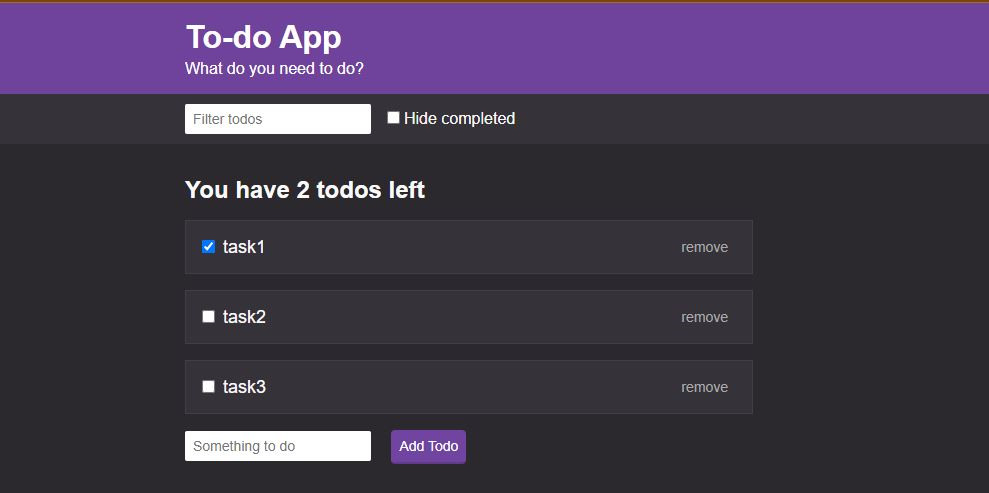 To-do App
What do you need to do?
Filter todos Hide completed
You have 2 todos left
task1 remove
task2 remove
task3 remove
Something to do Add Todo